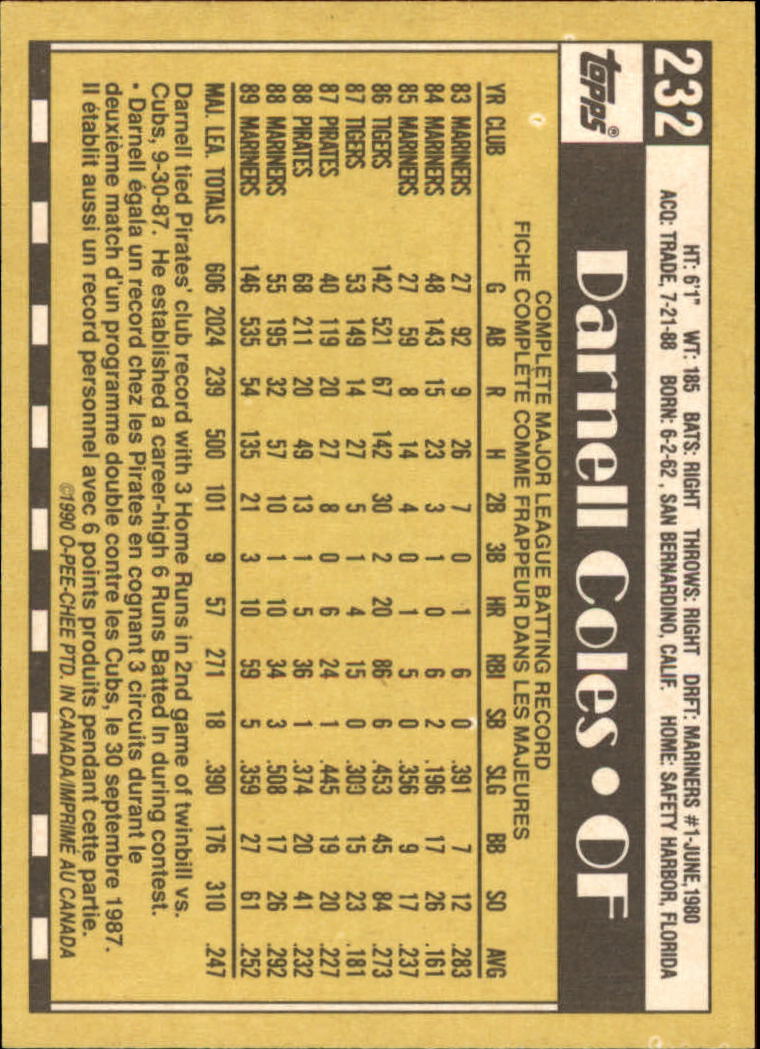 232
HT: 6'1" WT: 185 BATS: RIGHT THROWS: RIGHT DRFT: MARINERS #1-JUNE, 1980
ACQ: TRADE, 7-21-88 BORN: 6-2-62, SAN BERNARDINO, CALIF. HOME: SAFETY HARBOR, FLORIDA
topps® Darnell Coles • OF
COMPLETE MAJOR LEAGUE BATTING RECORD
FICHE COMPLÈTE COMME FRAPPEUR DANS LES MAJEURES
YR CLUB G AB R H 2B 3B HR RBI SB SLG BB SO AVG
83 MARINERS 27 92 9 26 7 0 1 6 0 .391 7 12 .283
84 MARINERS 48 143 15 23 3 1 0 6 2 .196 17 26 .161
85 MARINERS 27 59 8 14 4 0 1 5 0 .356 9 17 .237
86 TIGERS 142 521 67 142 30 2 20 86 6 .453 45 84 .273
87 TIGERS 53 149 14 27 5 1 4 15 0 .309 15 23 .181
87 PIRATES 40 119 20 27 8 0 6 24 1 .445 19 20 .227
88 PIRATES 68 211 20 49 13 1 5 36 1 .374 20 41 .232
88 MARINERS 55 195 32 57 10 1 10 34 3 .508 17 26 .292
89 MARINERS 146 535 54 135 21 3 10 59 5 .359 27 61 .252
MAJ. LEA. TOTALS 606 2024 239 500 101 9 57 271 18 .390 176 310 .247
Darnell tied Pirates' club record with 3 Home Runs in 2nd game of twinbill vs.
Cubs, 9-30-87. He established a career-high 6 Runs Batted In during contest.
• Darnell égala un record chez les Pirates en cognant 3 circuits durant le
deuxième match d'un programme double contre les Cubs, le 30 septembre 1987.
Il établit aussi un record personnel avec 6 points produits pendant cette partie.
©1990 O-PEE-CHEE PTD. IN CANADA/IMPRIMÉ AU CANADA